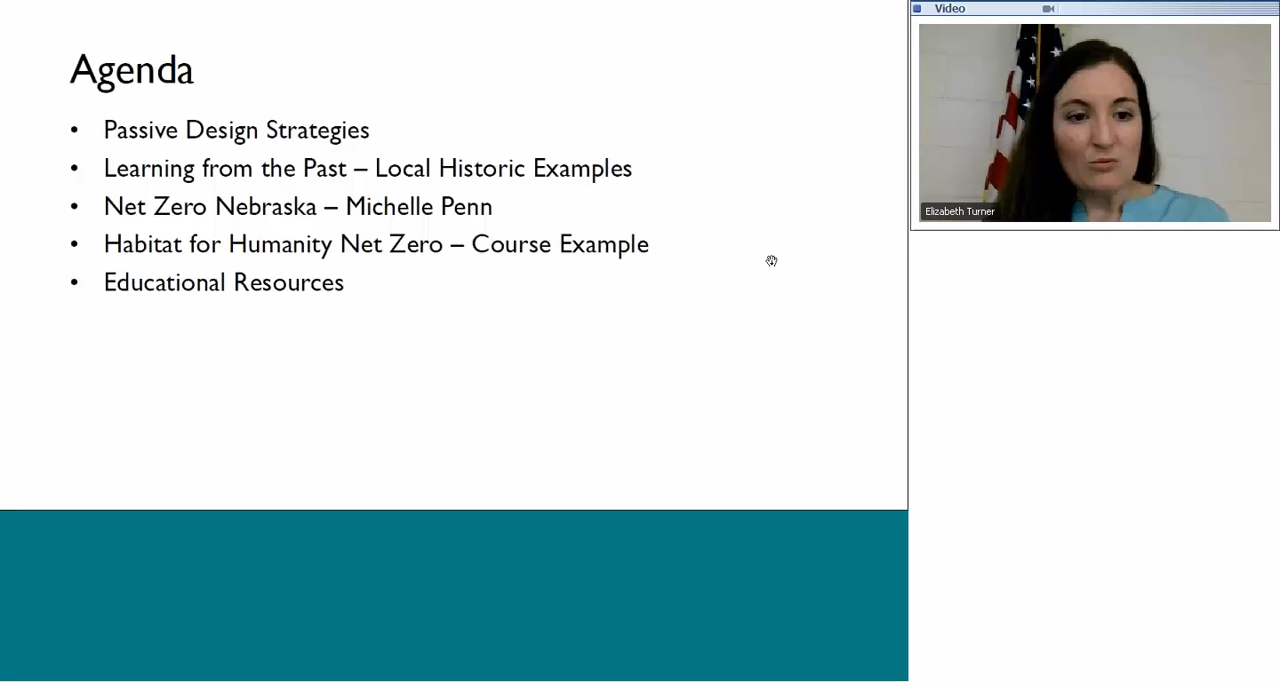 Agenda
• Passive Design Strategies
• Learning from the Past – Local Historic Examples
• Net Zero Nebraska – Michelle Penn
• Habitat for Humanity Net Zero – Course Example
• Educational Resources
Video
Elizabeth Turner